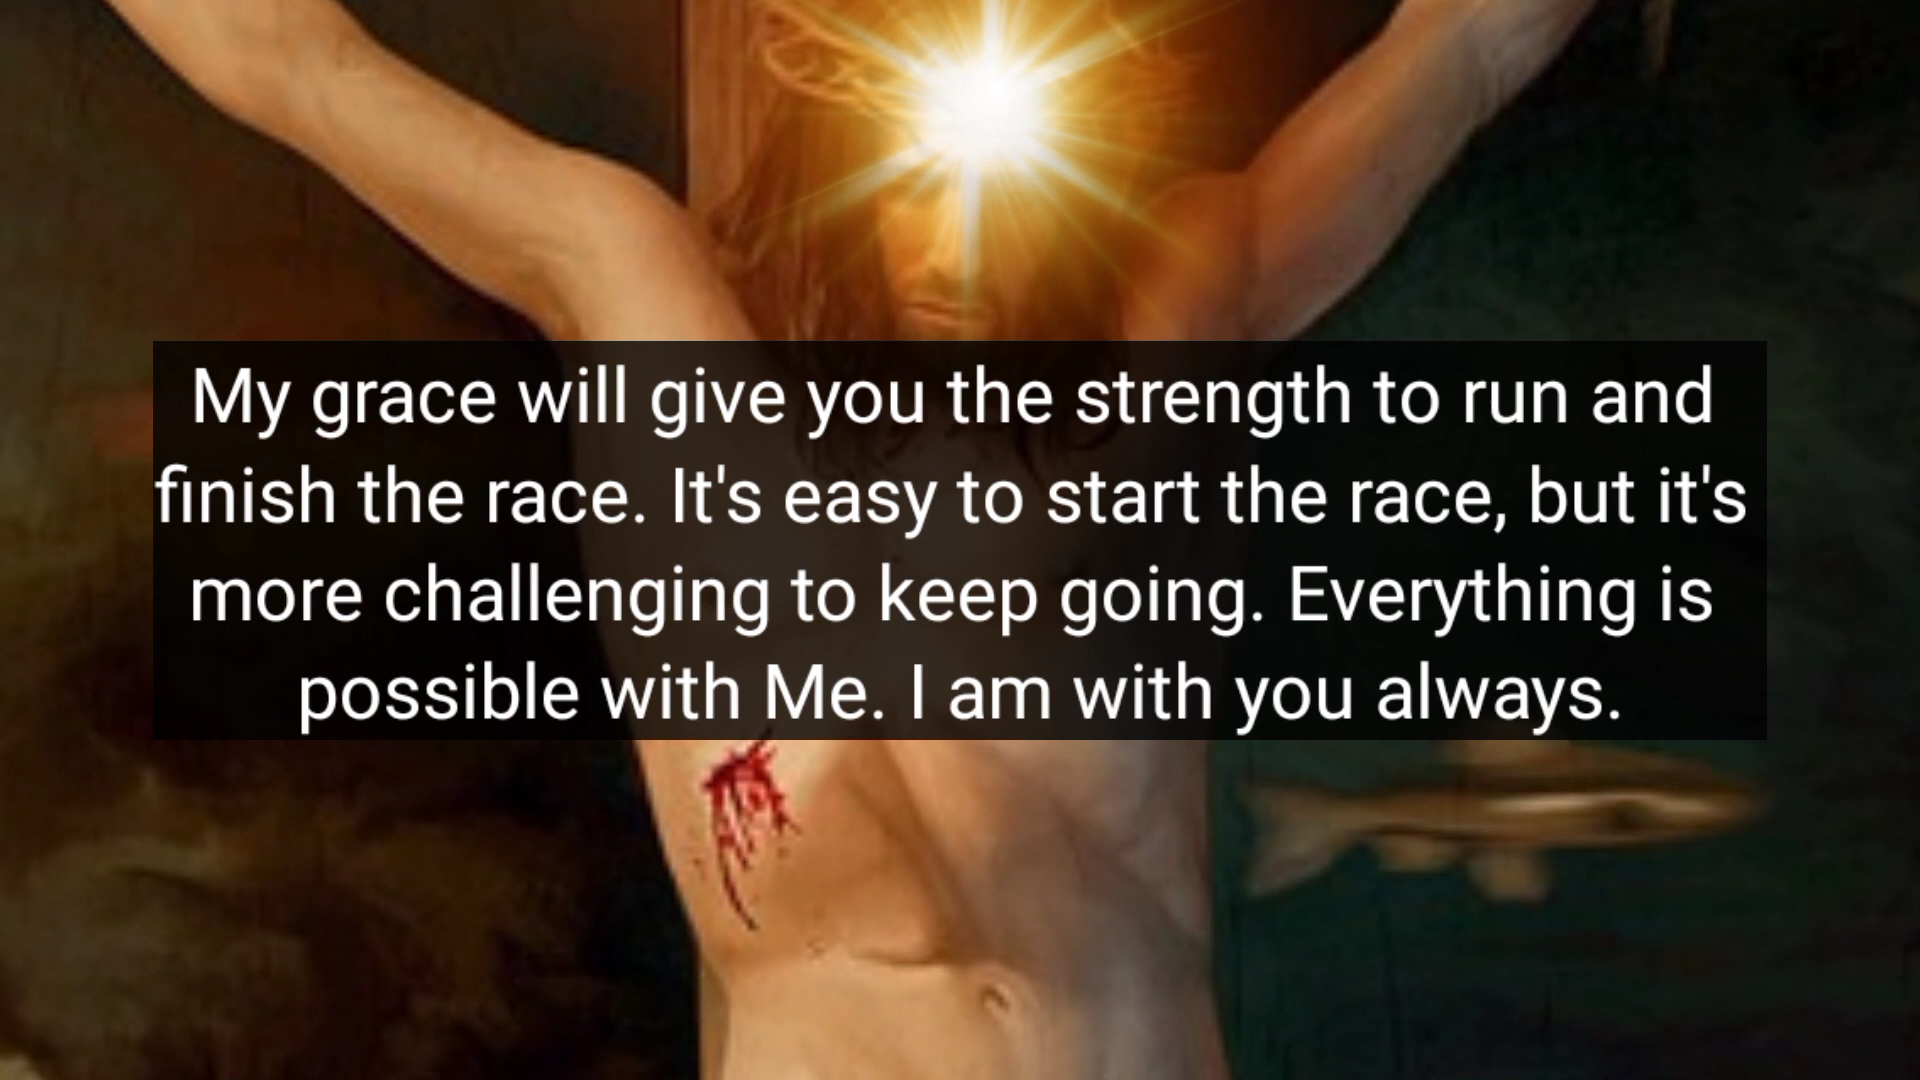 My grace will give you the strength to run and
finish the race. It's easy to start the race, but it's
more challenging to keep going. Everything is
possible with Me. I am with you always.